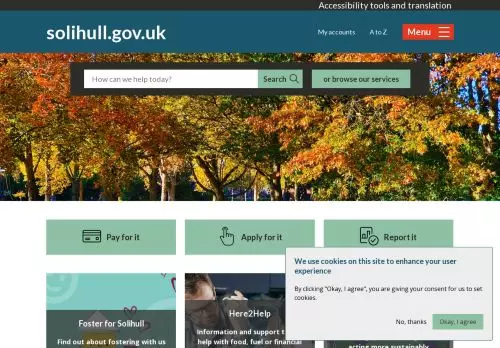 Accessibility tools and translation
solihull.gov.uk
My accounts
A to Z
Menu
How can we help today?
Search
or browse our services
Pay for it
Apply for it
Report it
We use cookies on this site to enhance your
user experience
By clicking "Okay, I agree", you are giving your consent for us to set
cookies.
No, thanks
Okay, I agree
Foster for Solihull
Find out about fostering with us
Here2Help
Information and support t
help with food, fuel or financial
acting more sustainably